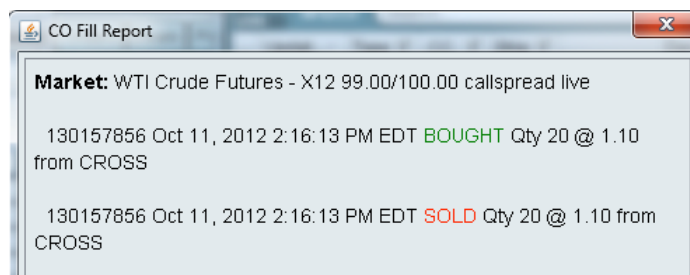 CO Fill Report
Market: WTI Crude Futures - X12 99.00/100.00 callspread live
130157856 Oct 11, 2012 2:16:13 PM EDT BOUGHT Qty 20 @ 1.10
from CROSS
130157856 Oct 11, 2012 2:16:13 PM EDT SOLD Qty 20 @ 1.10 from
CROSS